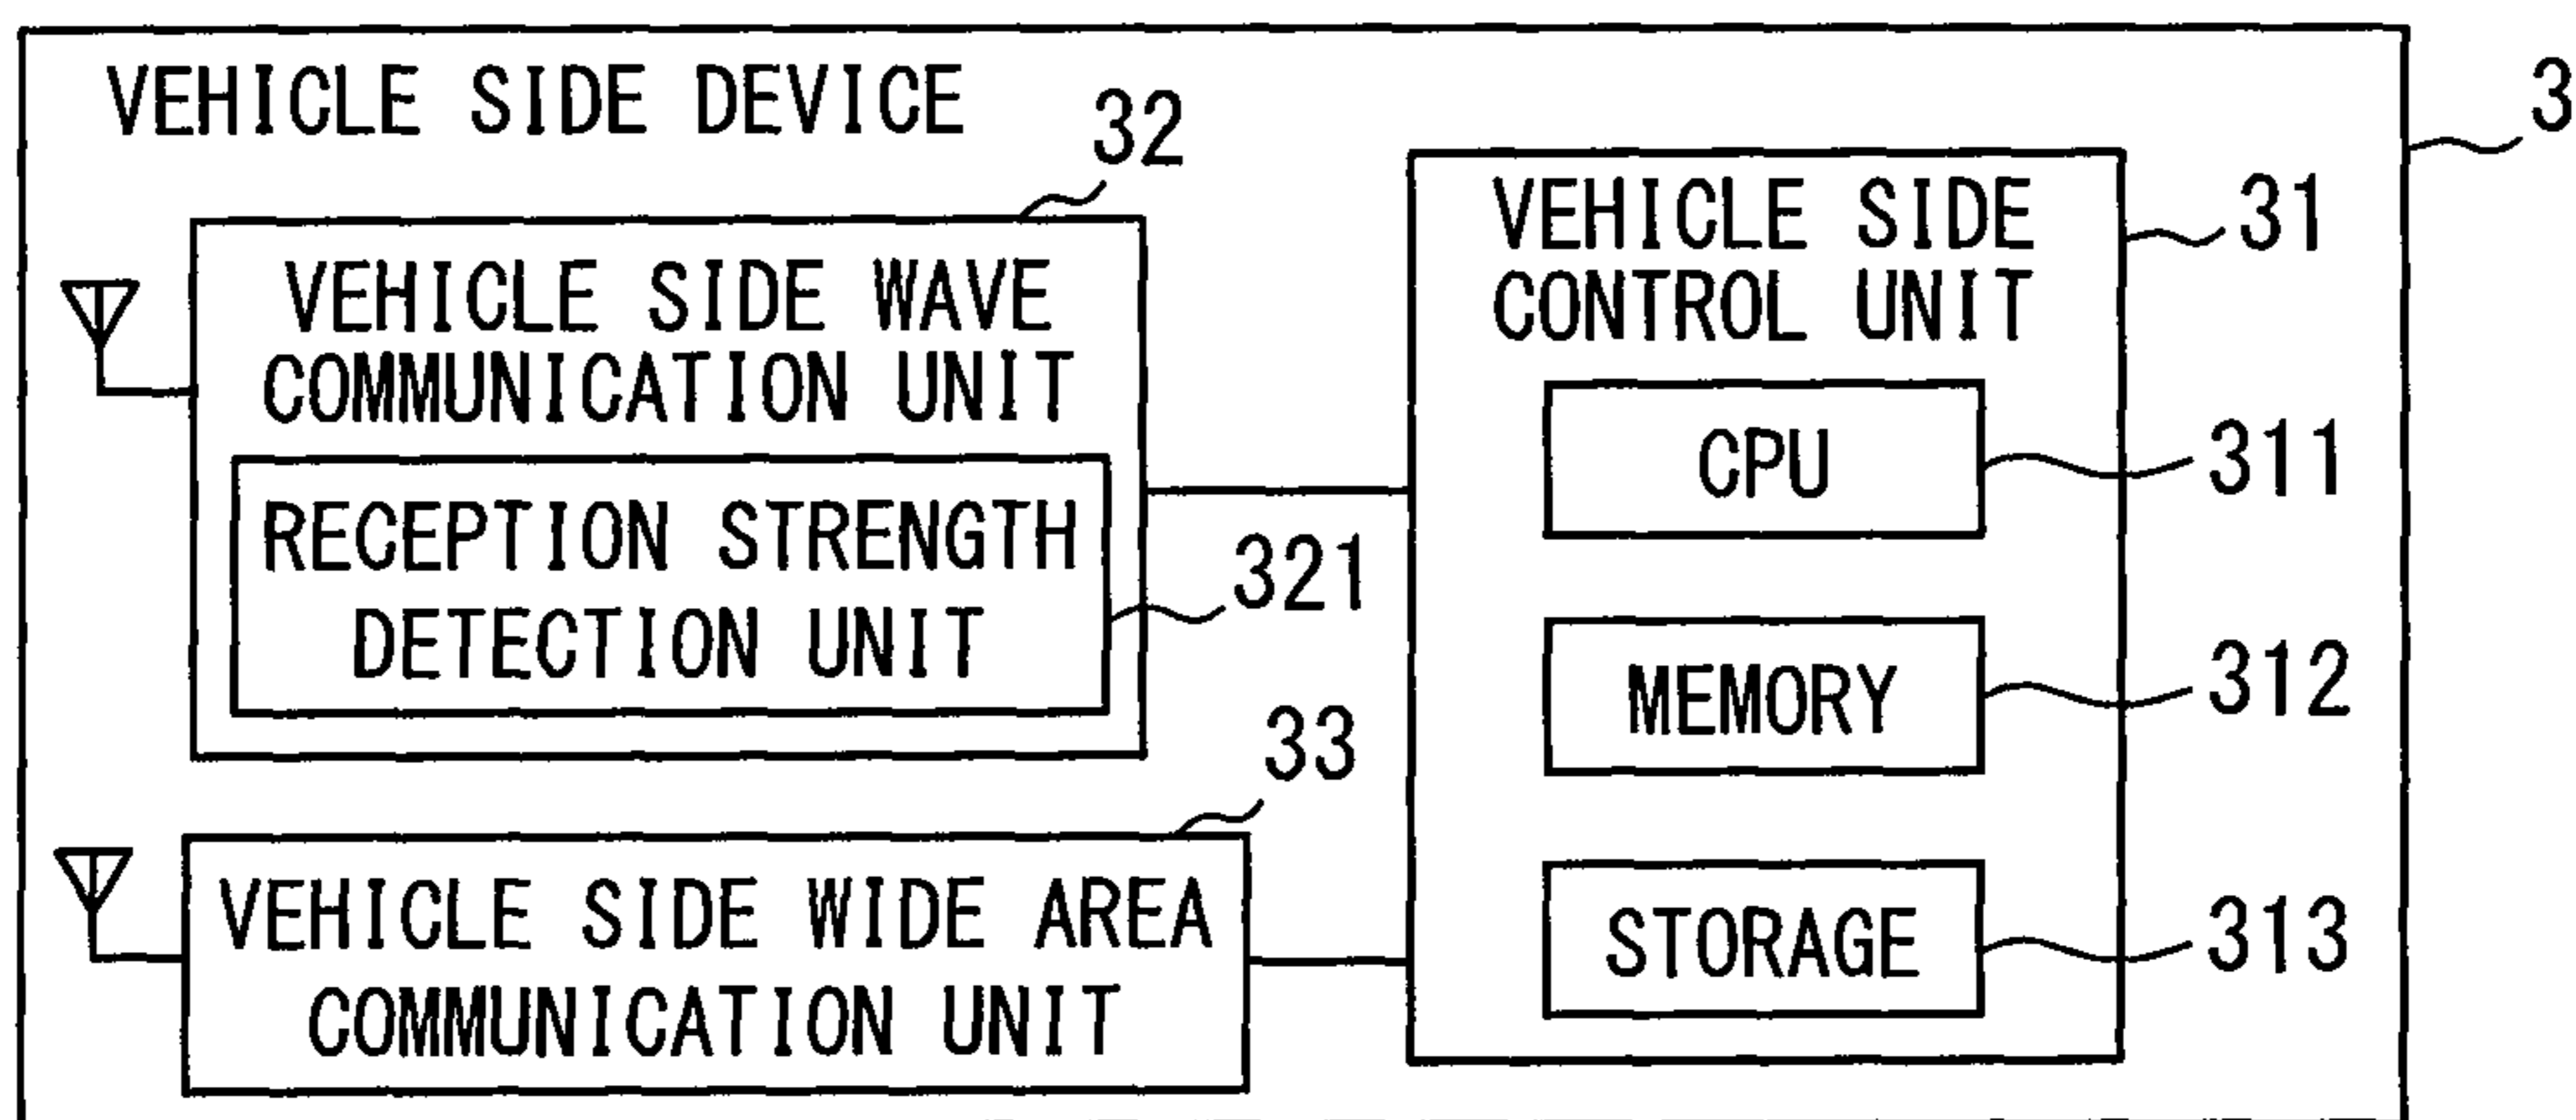 VEHICLE SIDE DEVICE
3
32
VEHICLE SIDE WAVE
COMMUNICATION UNIT
RECEPTION STRENGTH
DETECTION UNIT
321
33
VEHICLE SIDE WIDE AREA
COMMUNICATION UNIT
VEHICLE SIDE
CONTROL UNIT
31
CPU
311
MEMORY
312
STORAGE
313